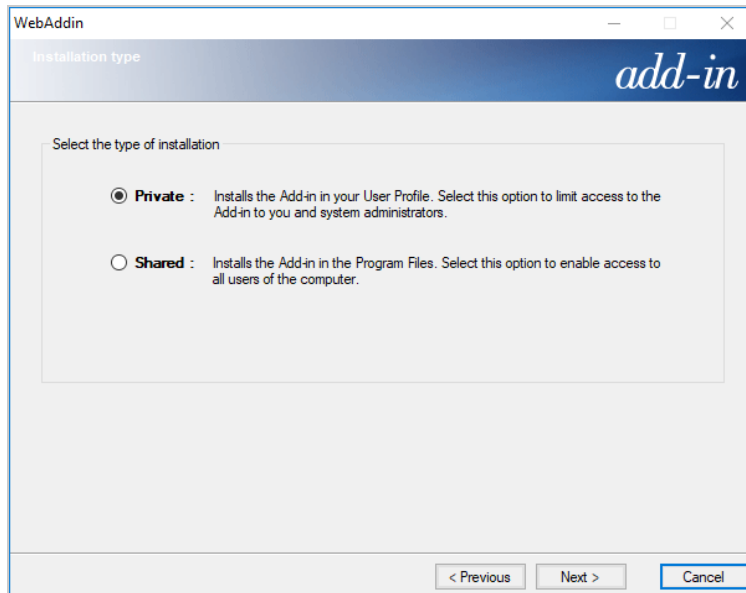 WebAddin
Installation type
add-in
Select the type of installation
Private : Installs the Add-in in your User Profile. Select this option to limit access to the
Add-in to you and system administrators.
Shared : Installs the Add-in in the Program Files. Select this option to enable access to
all users of the computer.
< Previous Next > Cancel